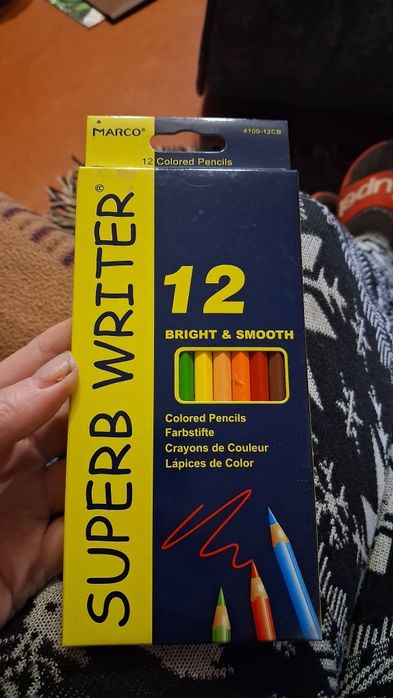 MARCO®
4100-12CB
12 Colored Pencils
SUPERB WRITER®
12
BRIGHT & SMOOTH
Colored Pencils
Farbstifte
Crayons de Couleur
Lápices de Color